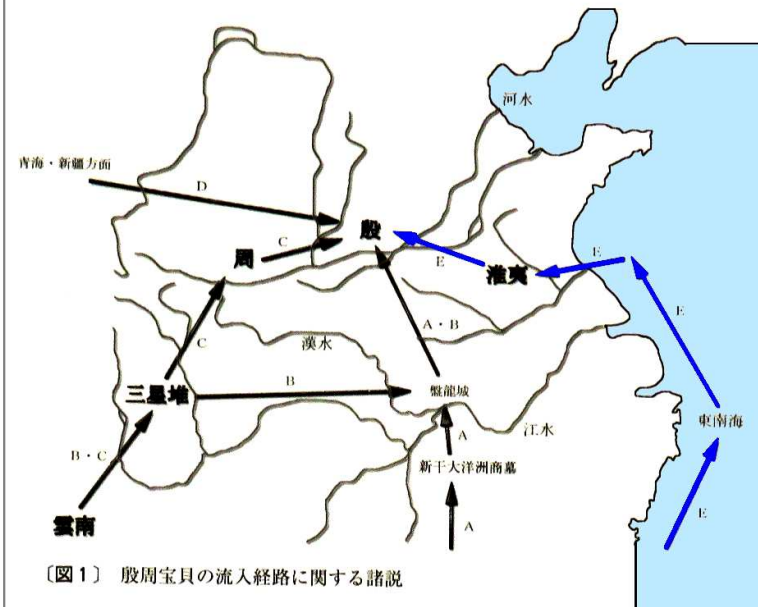 河水
青海・新疆方面
D
殷
C
周
E
淮夷
E
E
A・B
C
漢水
三星堆
B
盤龍城
東南海
江水
A
B・C
新干大洋洲商墓
雲南
A
E
〔図1〕 殷周宝貝の流入経路に関する諸説